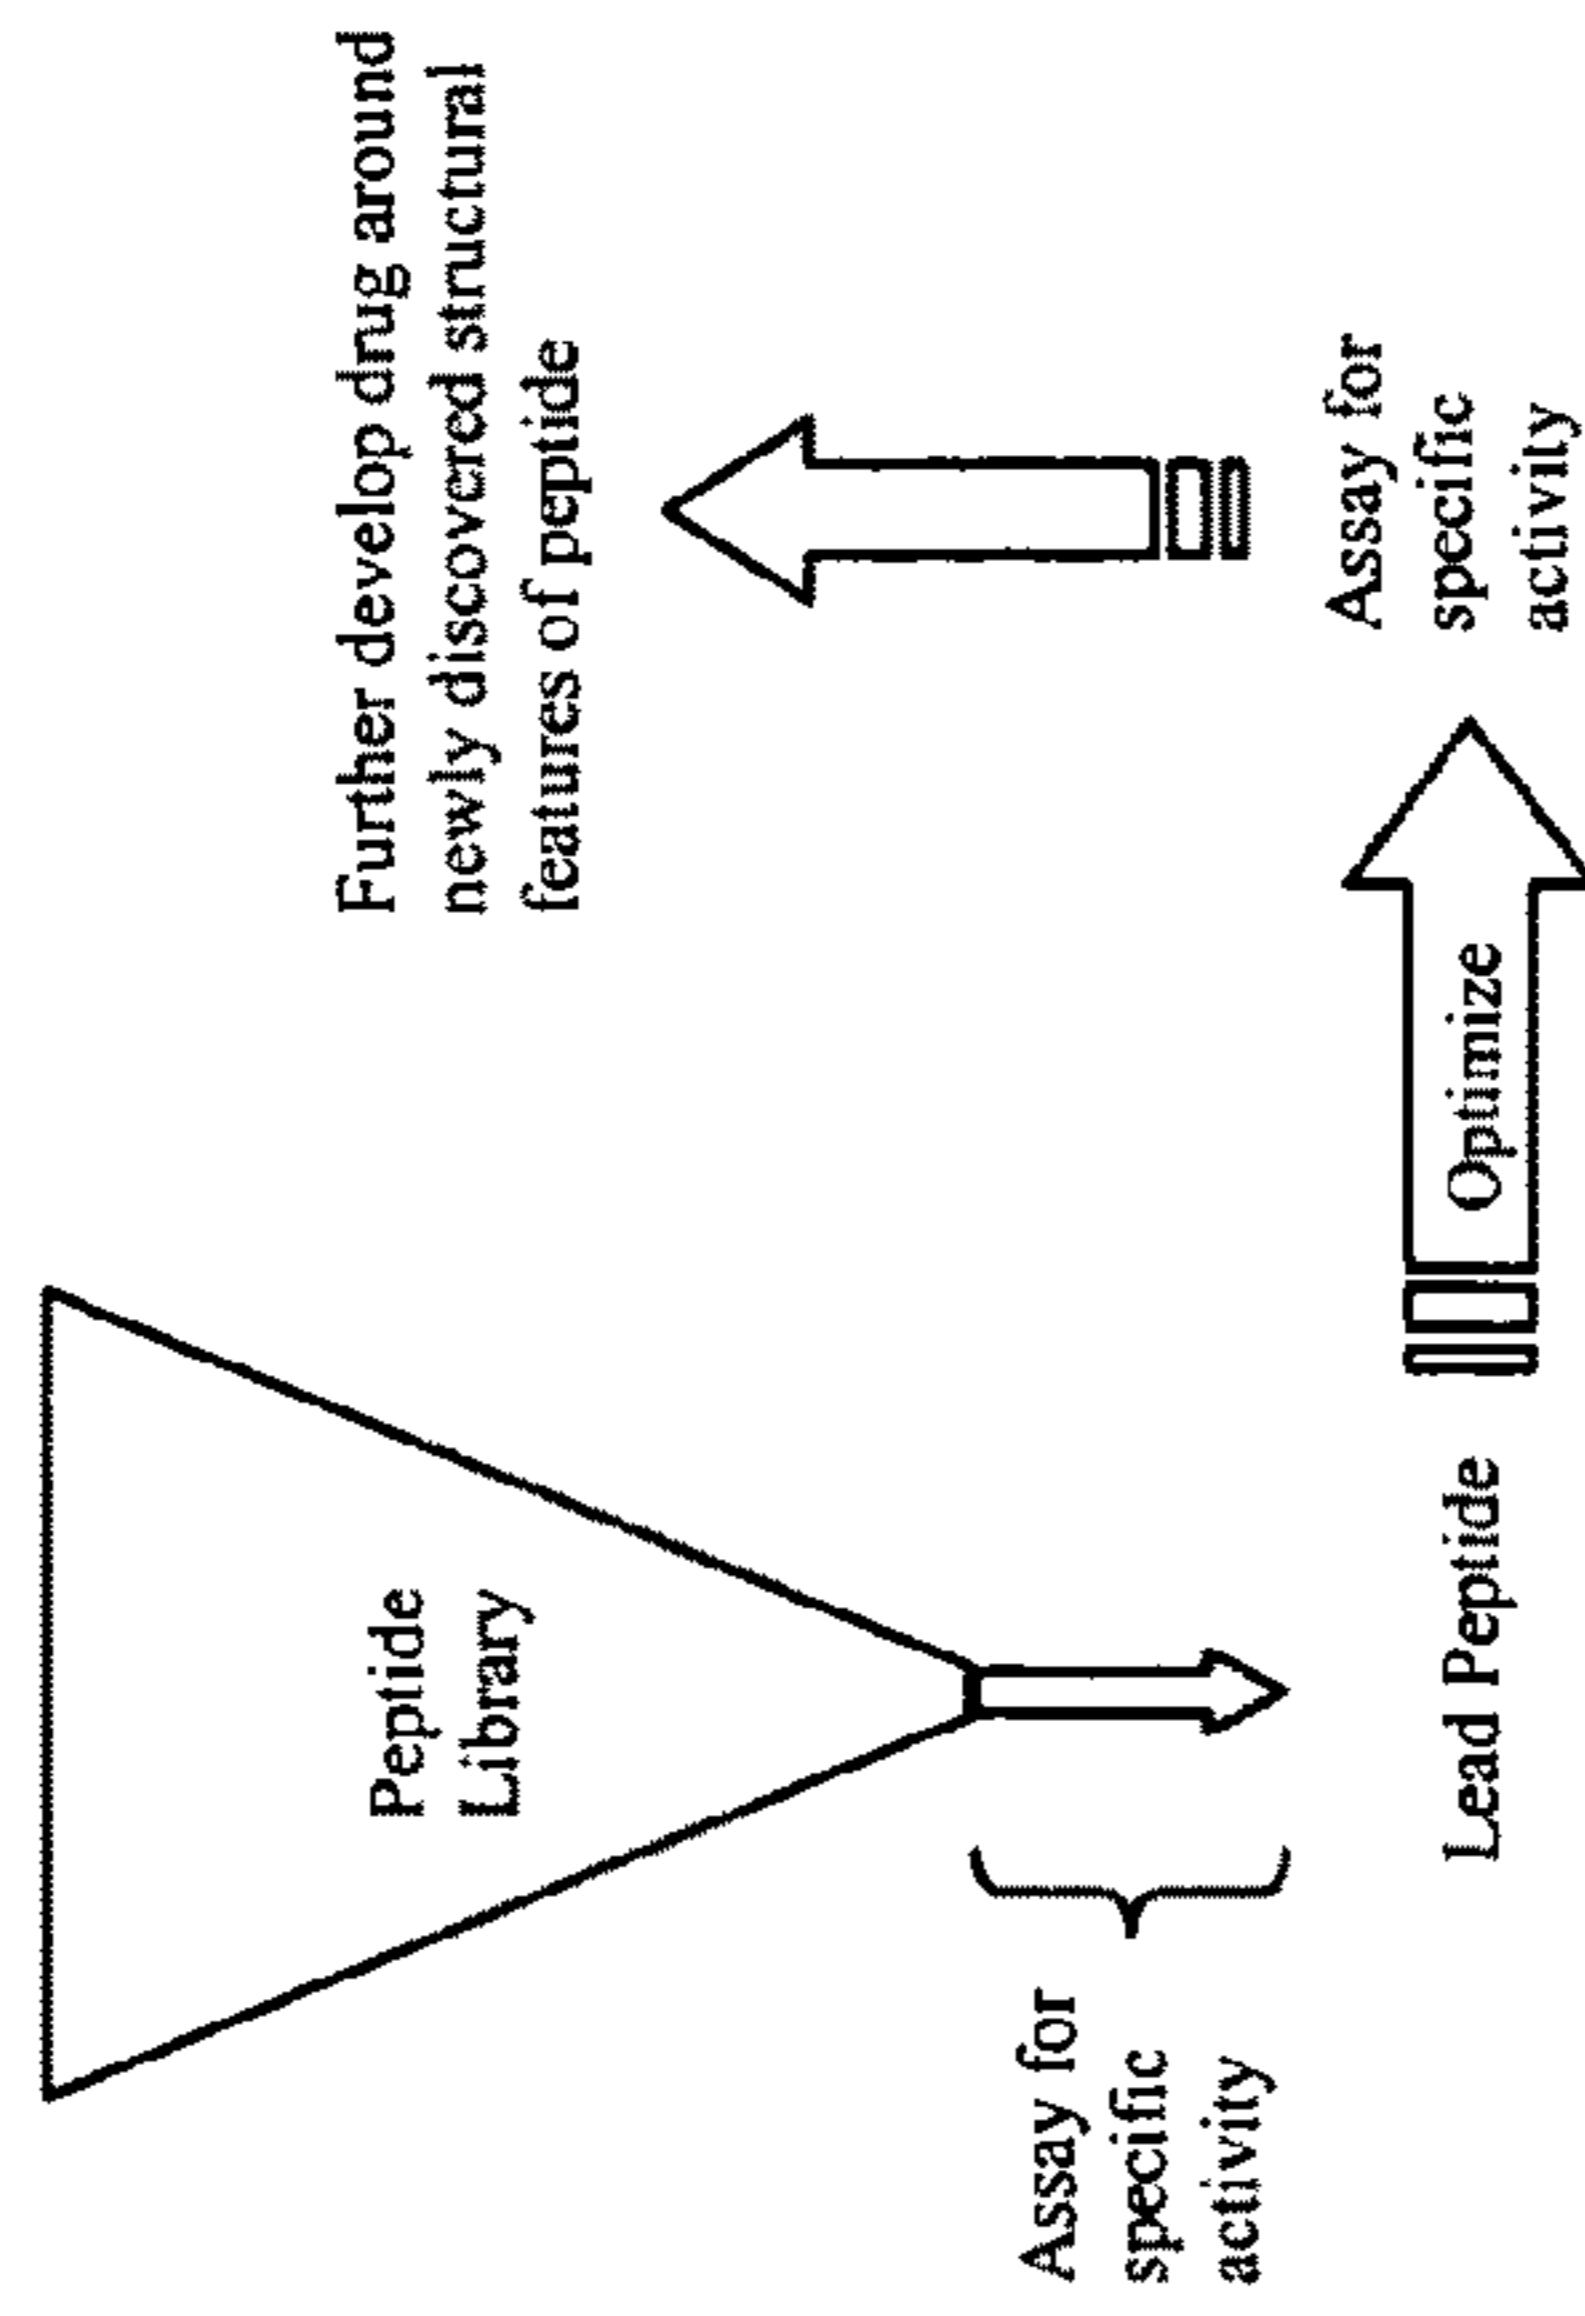 Peptide
Library
Assay for
specific
activity
Lead Peptide
Optimize
Assay for
specific
activity
Further develop drug around
newly discovered structural
features of peptide